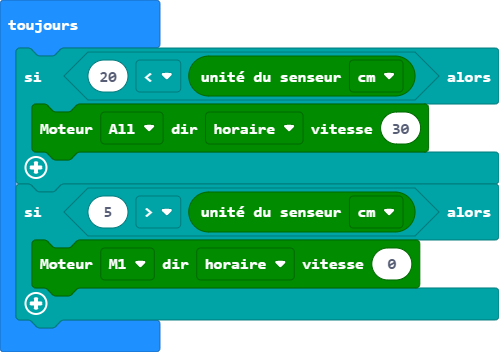 toujours
si 20 < unité du senseur cm alors
Moteur All dir horaire vitesse 30
si 5 > unité du senseur cm alors
Moteur M1 dir horaire vitesse 0